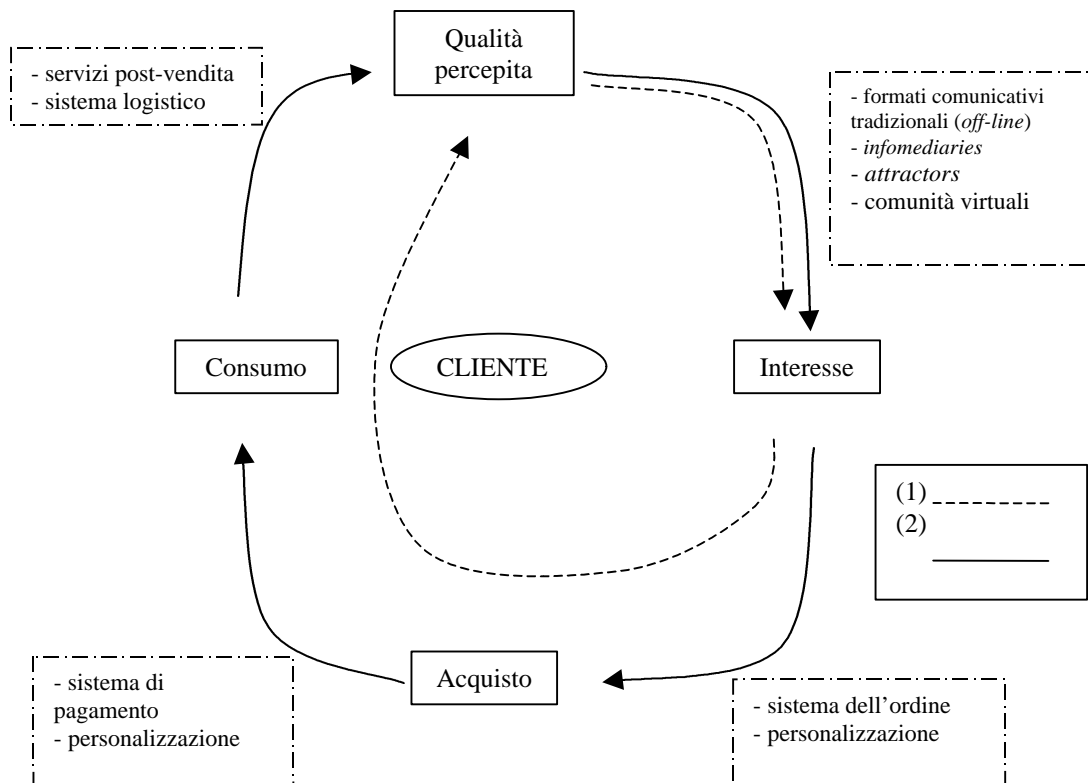 Qualità
percepita
- servizi post-vendita
- sistema logistico
- formati comunicativi
tradizionali (off-line)
- infomediaries
- attractors
- comunità virtuali
Consumo
CLIENTE
Interesse
(1)
(2)
Acquisto
- sistema di
pagamento
- personalizzazione
- sistema dell’ordine
- personalizzazione